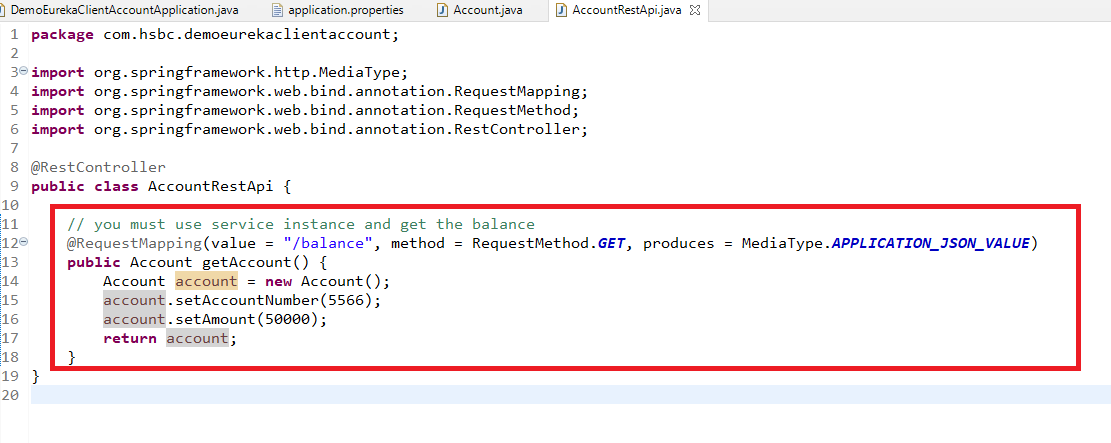 DemoEurekaClientAccountApplication.java application.properties Account.java AccountRestApi.java
1 package com.hsbc.demoeurekaclientaccount;
2
3 import org.springframework.http.MediaType;
4 import org.springframework.web.bind.annotation.RequestMapping;
5 import org.springframework.web.bind.annotation.RequestMethod;
6 import org.springframework.web.bind.annotation.RestController;
7
8 @RestController
9 public class AccountRestApi {
10
11 // you must use service instance and get the balance
12 @RequestMapping(value = "/balance", method = RequestMethod.GET, produces = MediaType.APPLICATION_JSON_VALUE)
13 public Account getAccount() {
14 Account account = new Account();
15 account.setAccountNumber(5566);
16 account.setAmount(50000);
17 return account;
18 }
19 }
20